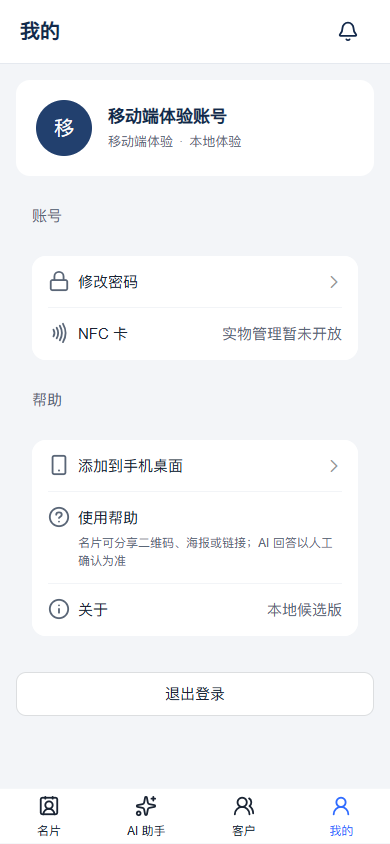 我的
移
移动端体验账号
移动端体验 · 本地体验
账号
修改密码
NFC 卡 实物管理暂未开放
帮助
添加到手机桌面
使用帮助
名片可分享二维码、海报或链接；AI 回答以人工
确认为准
关于 本地候选版
退出登录
名片 AI 助手 客户 我的